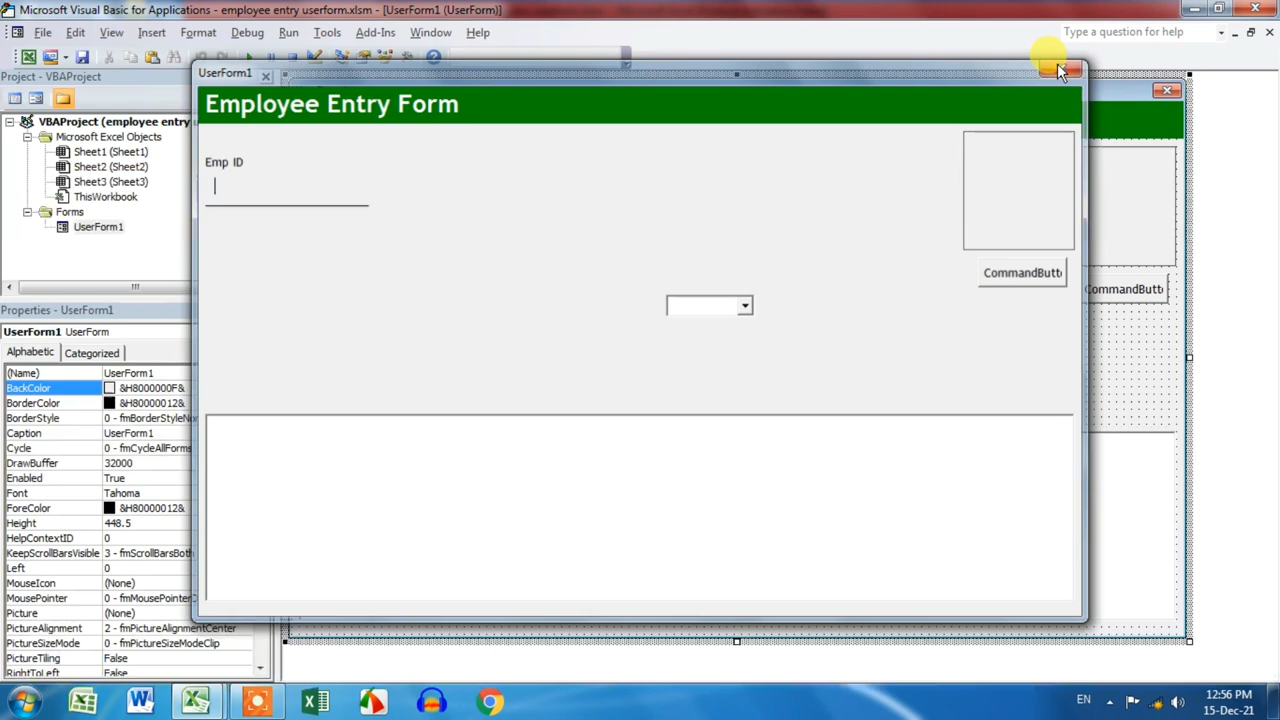 Microsoft Visual Basic for Applications - employee entry userform.xlsm - [UserForm1 (UserForm)]
File Edit View Insert Format Debug Run Tools Add-Ins Window Help
Type a question for help
Project - VBAProject
UserForm1
VBAProject (employee entry
Microsoft Excel Objects
Sheet1 (Sheet1)
Sheet2 (Sheet2)
Sheet3 (Sheet3)
ThisWorkbook
Forms
UserForm1
Employee Entry Form
Emp ID
CommandButt
CommandButt
Properties - UserForm1
UserForm1 UserForm
Alphabetic Categorized
(Name) UserForm1
BackColor &H8000000F&
BorderColor &H80000012&
BorderStyle 0 - fmBorderStyleNo
Caption UserForm1
Cycle 0 - fmCycleAllForms
DrawBuffer 32000
Enabled True
Font Tahoma
ForeColor &H80000012&
Height 448.5
HelpContextID 0
KeepScrollBarsVisible 3 - fmScrollBarsBoth
Left 0
MouseIcon (None)
MousePointer 0 - fmMousePointerD
Picture (None)
PictureAlignment 2 - fmPictureAlignmentCenter
PictureSizeMode 0 - fmPictureSizeModeClip
PictureTiling False
RightToLeft False
EN
12:56 PM
15-Dec-21